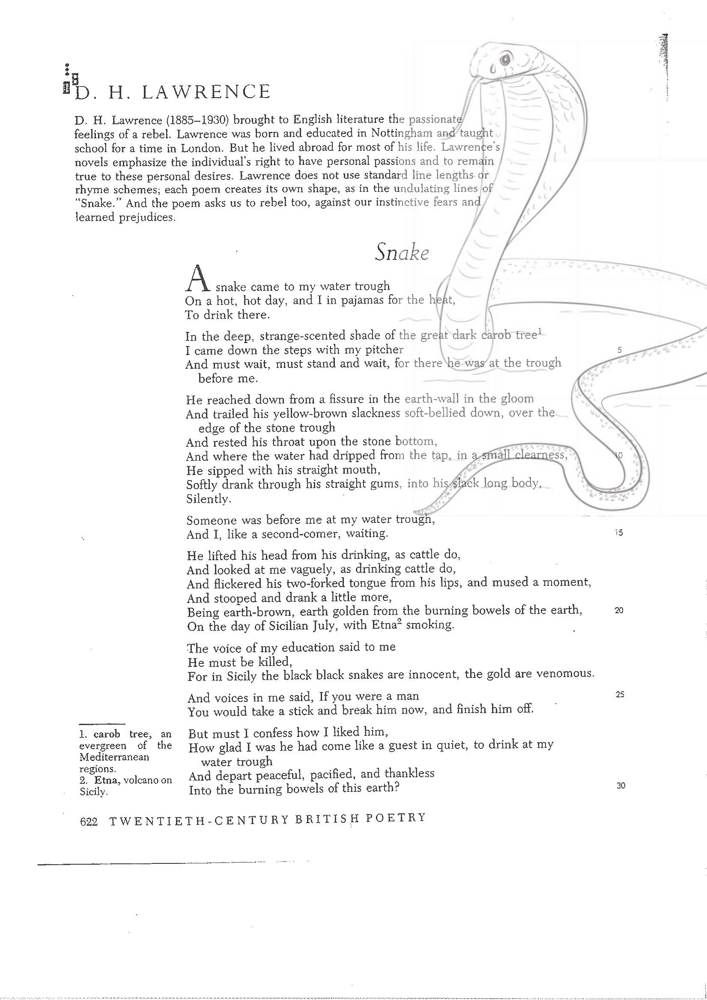 D. H. LAWRENCE
D. H. Lawrence (1885–1930) brought to English literature the passionate
feelings of a rebel. Lawrence was born and educated in Nottingham and taught
school for a time in London. But he lived abroad for most of his life. Lawrence's
novels emphasize the individual's right to have personal passions and to remain
true to these personal desires. Lawrence does not use standard line lengths or
rhyme schemes; each poem creates its own shape, as in the undulating lines of
“Snake.” And the poem asks us to rebel too, against our instinctive fears and
learned prejudices.
Snake
A snake came to my water trough
On a hot, hot day, and I in pajamas for the heat,
To drink there.
In the deep, strange-scented shade of the great dark carob tree¹
I came down the steps with my pitcher 5
And must wait, must stand and wait, for there he was at the trough
before me.
He reached down from a fissure in the earth-wall in the gloom
And trailed his yellow-brown slackness soft-bellied down, over the
edge of the stone trough
And rested his throat upon the stone bottom,
And where the water had dripped from the tap, in a small clearness, 10
He sipped with his straight mouth,
Softly drank through his straight gums, into his slack long body,
Silently.
Someone was before me at my water trough,
And I, like a second-comer, waiting. 15
He lifted his head from his drinking, as cattle do,
And looked at me vaguely, as drinking cattle do,
And flickered his two-forked tongue from his lips, and mused a moment,
And stooped and drank a little more,
Being earth-brown, earth golden from the burning bowels of the earth, 20
On the day of Sicilian July, with Etna² smoking.
The voice of my education said to me
He must be killed,
For in Sicily the black black snakes are innocent, the gold are venomous.
And voices in me said, If you were a man 25
You would take a stick and break him now, and finish him off.
But must I confess how I liked him,
How glad I was he had come like a guest in quiet, to drink at my
water trough
And depart peaceful, pacified, and thankless
Into the burning bowels of this earth? 30
1. carob tree, an
evergreen of the
Mediterranean
regions.
2. Etna, volcano on
Sicily.
622 TWENTIETH-CENTURY BRITISH POETRY